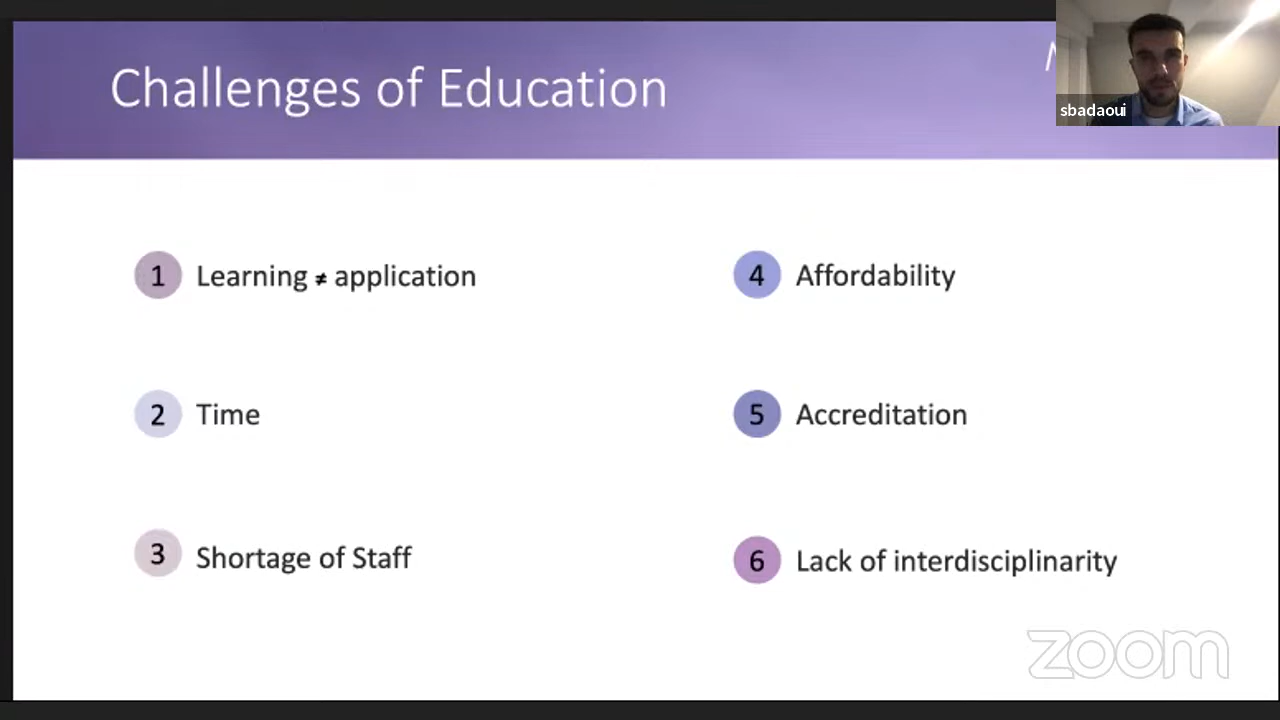 Challenges of Education
sbadaoui
1 Learning ≠ application
2 Time
3 Shortage of Staff
4 Affordability
5 Accreditation
6 Lack of interdisciplinarity
zoom